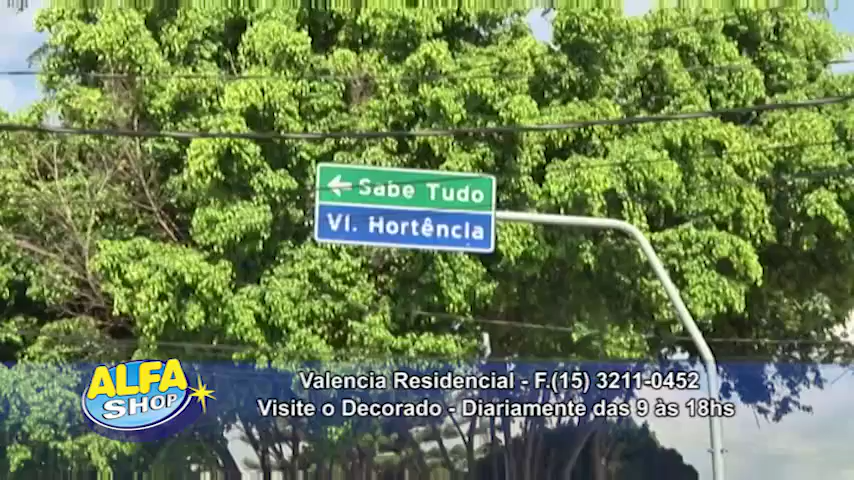 ← Sabe Tudo
Vl. Hortência
ALFA
SHOP
Valencia Residencial - F.(15) 3211-0452
Visite o Decorado - Diariamente das 9 às 18hs